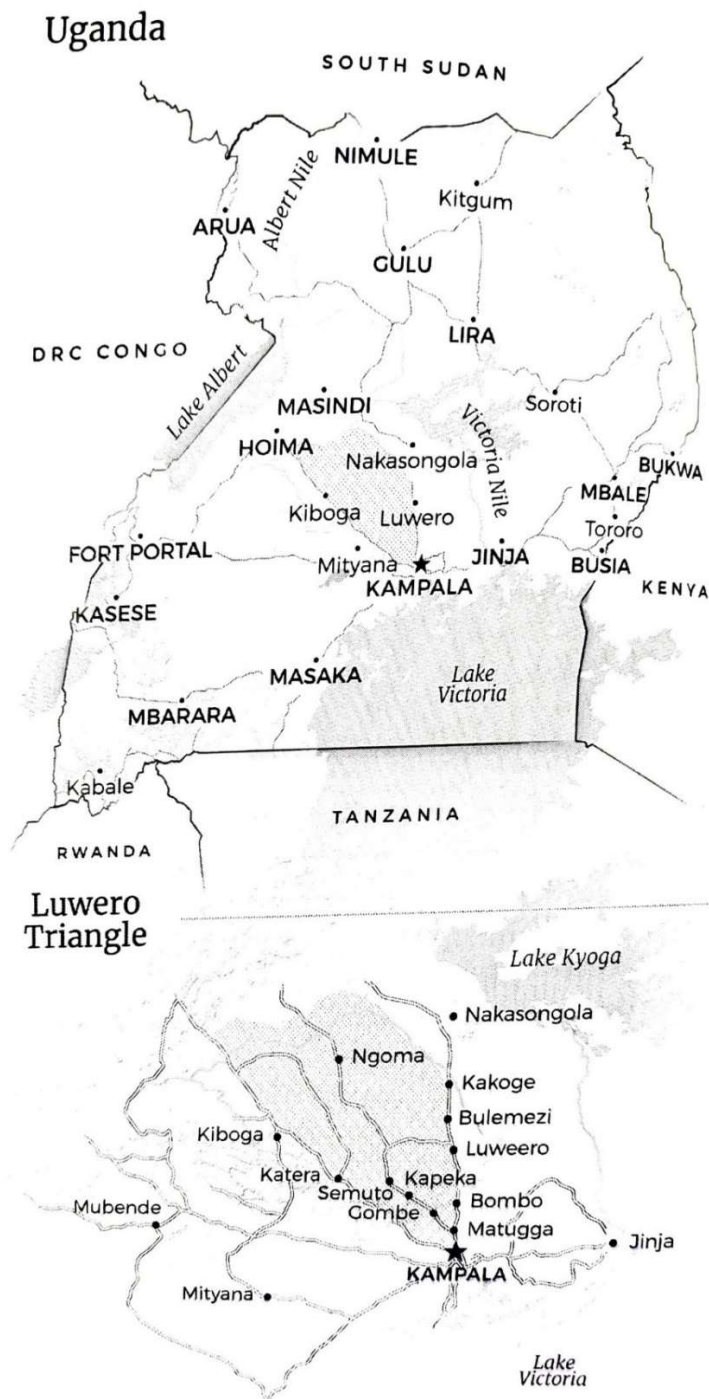 Uganda
SOUTH SUDAN
NIMULE
Albert Nile
Kitgum
ARUA
GULU
LIRA
DRC CONGO
Lake Albert
MASINDI
Soroti
HOIMA
Victoria Nile
Nakasongola
BUKWA
MBALE
Kiboga
Luwero
Tororo
FORT PORTAL
Mityana
JINJA
BUSIA
KAMPALA
KENYA
KASESE
MASAKA
Lake
Victoria
MBARARA
Kabale
TANZANIA
RWANDA
Luwero
Triangle
Lake Kyoga
Nakasongola
Ngoma
Kakoge
Bulemezi
Kiboga
Luweero
Katera
Kapeka
Semuto
Bombo
Gombe
Mubende
Matugga
Jinja
KAMPALA
Mityana
Lake
Victoria